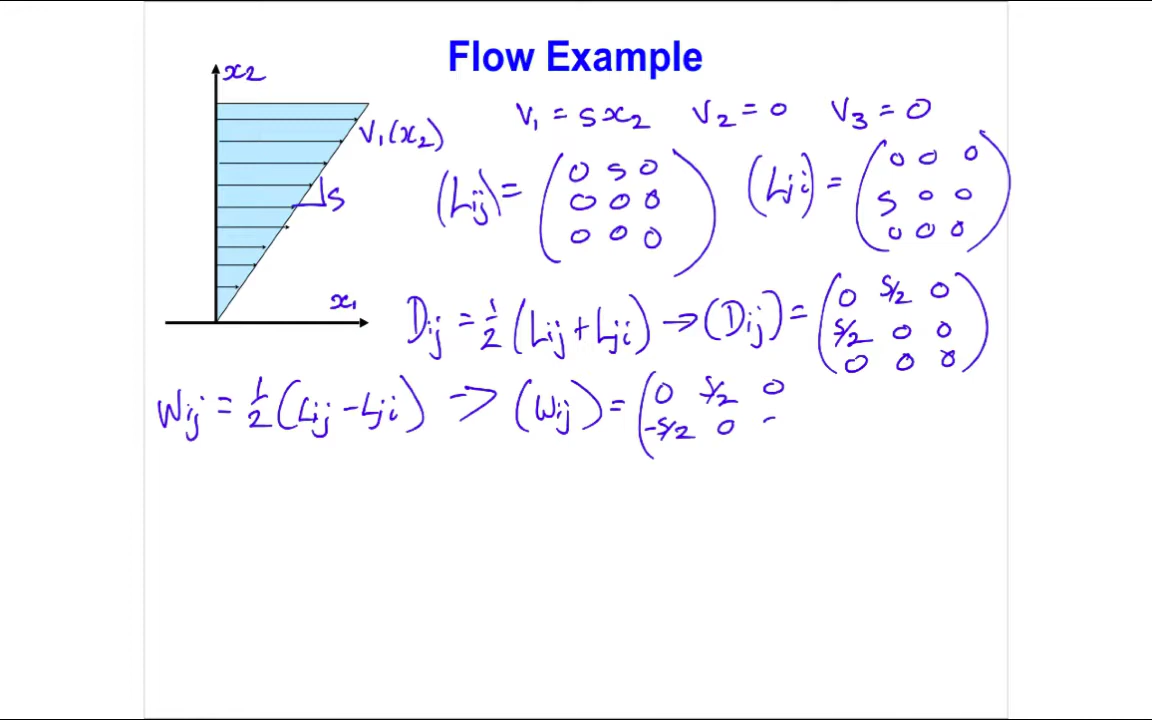 Flow Example
x2
V1 = Sx2 V2 = 0 V3 = 0
V1(x2)
S
x1
(Lij) = (0 S 0
0 0 0
0 0 0)
(Lji) = (0 0 0
S 0 0
0 0 0)
Dij = 1/2 (Lij + Lji) → (Dij) = (0 S/2 0
S/2 0 0
0 0 0)
Wij = 1/2 (Lij - Lji) → (Wij) = (0 S/2 0
-S/2 0